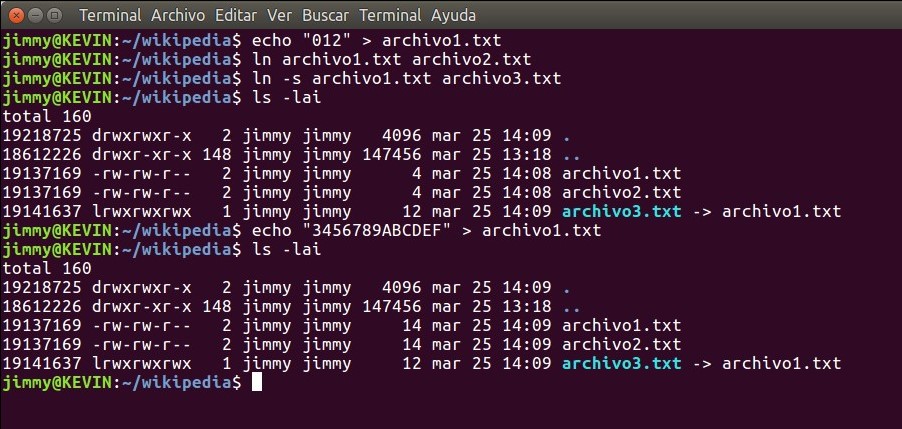 Terminal Archivo Editar Ver Buscar Terminal Ayuda
jimmy@KEVIN:~/wikipedia$ echo "012" > archivo1.txt
jimmy@KEVIN:~/wikipedia$ ln archivo1.txt archivo2.txt
jimmy@KEVIN:~/wikipedia$ ln -s archivo1.txt archivo3.txt
jimmy@KEVIN:~/wikipedia$ ls -lai
total 160
19218725 drwxrwxr-x   2 jimmy jimmy   4096 mar 25 14:09 .
18612226 drwxr-xr-x 148 jimmy jimmy 147456 mar 25 13:18 ..
19137169 -rw-rw-r--   2 jimmy jimmy      4 mar 25 14:08 archivo1.txt
19137169 -rw-rw-r--   2 jimmy jimmy      4 mar 25 14:08 archivo2.txt
19141637 lrwxrwxrwx   1 jimmy jimmy     12 mar 25 14:09 archivo3.txt -> archivo1.txt
jimmy@KEVIN:~/wikipedia$ echo "3456789ABCDEF" > archivo1.txt
jimmy@KEVIN:~/wikipedia$ ls -lai
total 160
19218725 drwxrwxr-x   2 jimmy jimmy   4096 mar 25 14:09 .
18612226 drwxr-xr-x 148 jimmy jimmy 147456 mar 25 13:18 ..
19137169 -rw-rw-r--   2 jimmy jimmy     14 mar 25 14:09 archivo1.txt
19137169 -rw-rw-r--   2 jimmy jimmy     14 mar 25 14:09 archivo2.txt
19141637 lrwxrwxrwx   1 jimmy jimmy     12 mar 25 14:09 archivo3.txt -> archivo1.txt
jimmy@KEVIN:~/wikipedia$